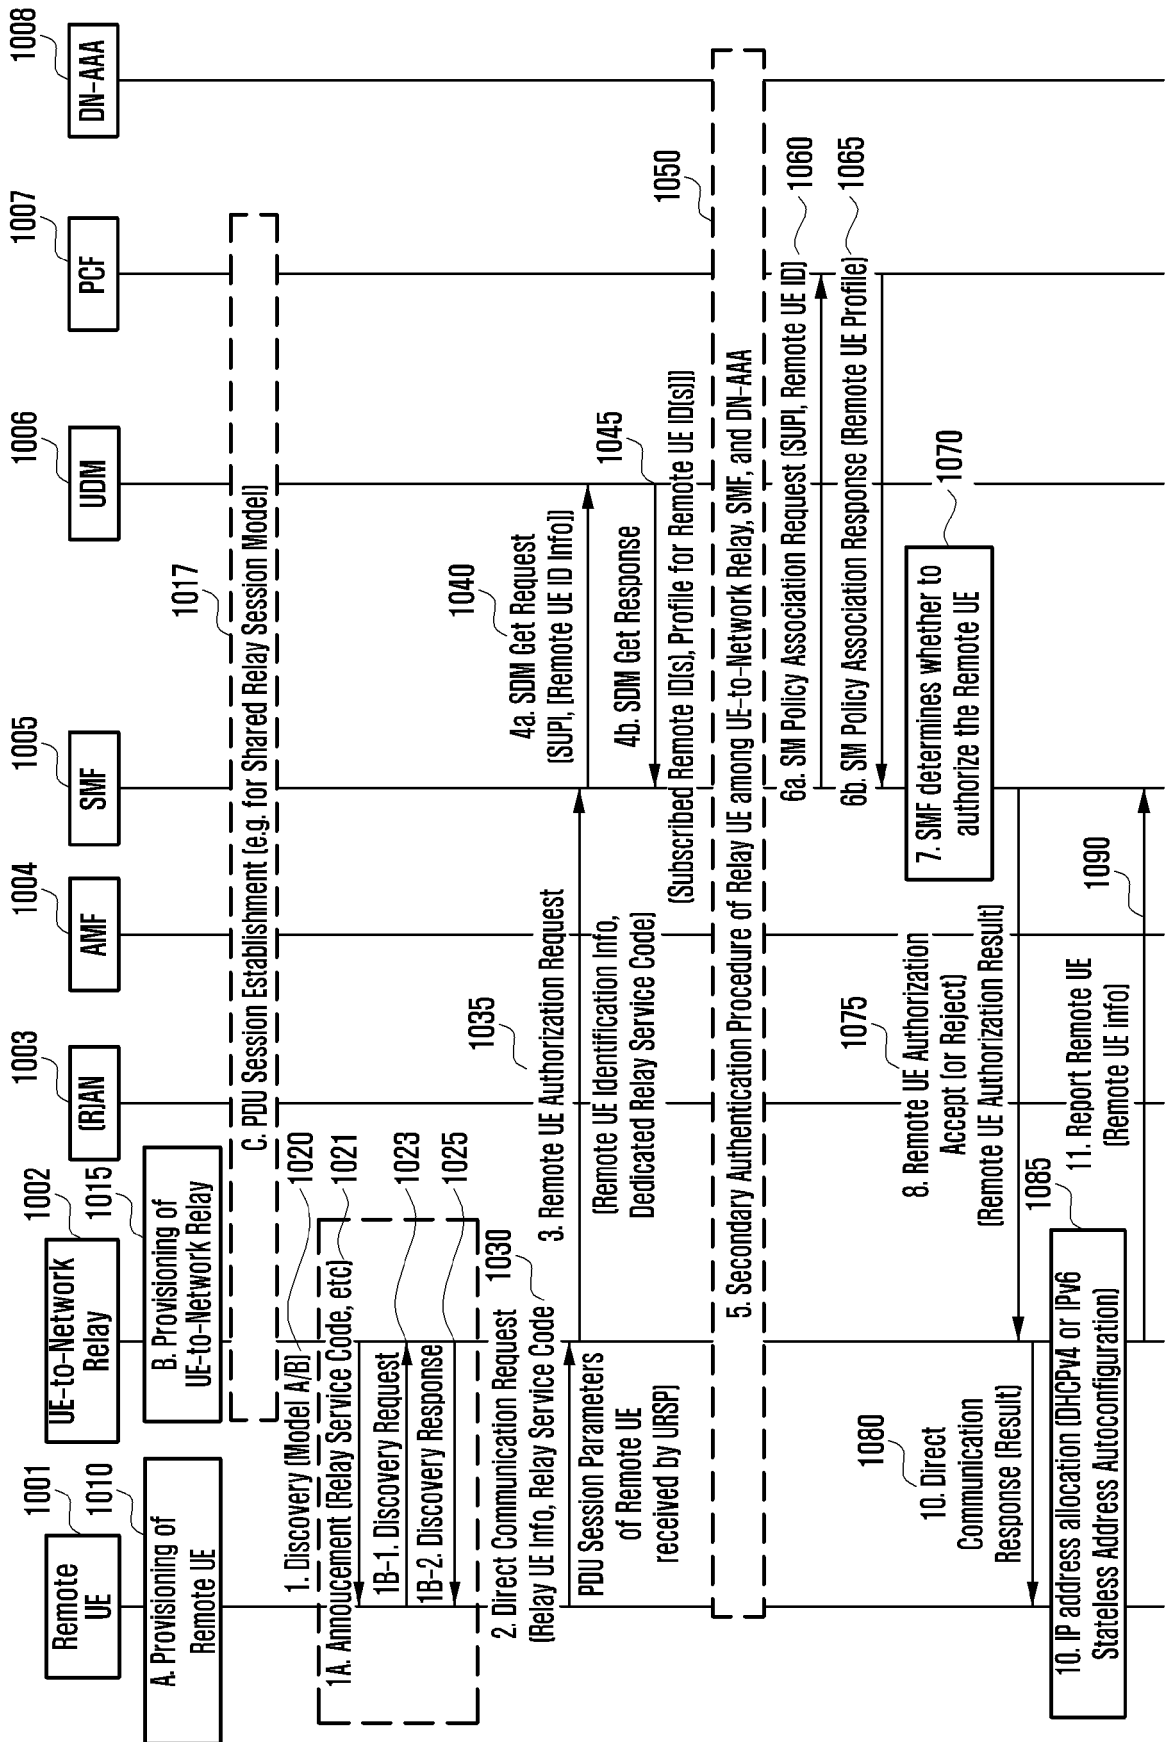 1001
Remote
UE
1002
UE-to-Network
Relay
1003
(R)AN
1004
AMF
1005
SMF
1006
UDM
1007
PCF
1008
DN-AAA
1010
A. Provisioning of
Remote UE
1015
B. Provisioning of
UE-to-Network Relay
1017
C. PDU Session Establishment (e.g. for Shared Relay Session Model)
1020
1. Discovery (Model A/B)
1021
1A. Annoucement (Relay Service Code, etc)
1023
1B-1. Discovery Request
1025
1B-2. Discovery Response
2. Direct Communication Request
1030
(Relay UE Info, Relay Service Code
PDU Session Parameters
of Remote UE
received by URSP)
1035
3. Remote UE Authorization Request
(Remote UE Identification Info,
Dedicated Relay Service Code)
1040
4a. SDM Get Request
(SUPI, [Remote UE ID Info])
1045
4b. SDM Get Response
(Subscribed Remote ID(s), Profile for Remote UE ID(s)])
1050
5. Secondary Authentication Procedure of Relay UE among UE-to-Network Relay, SMF, and DN-AAA
1060
6a. SM Policy Association Request (SUPI, Remote UE ID)
1065
6b. SM Policy Association Response (Remote UE Profile)
1070
7. SMF determines whether to
authorize the Remote UE
1075
8. Remote UE Authorization
Accept (or Reject)
(Remote UE Authorization Result)
1080
10. Direct
Communication
Response (Result)
1085
10. IP address allocation (DHCPv4 or IPv6
Stateless Address Autoconfiguration)
1090
11. Report Remote UE
(Remote UE info)